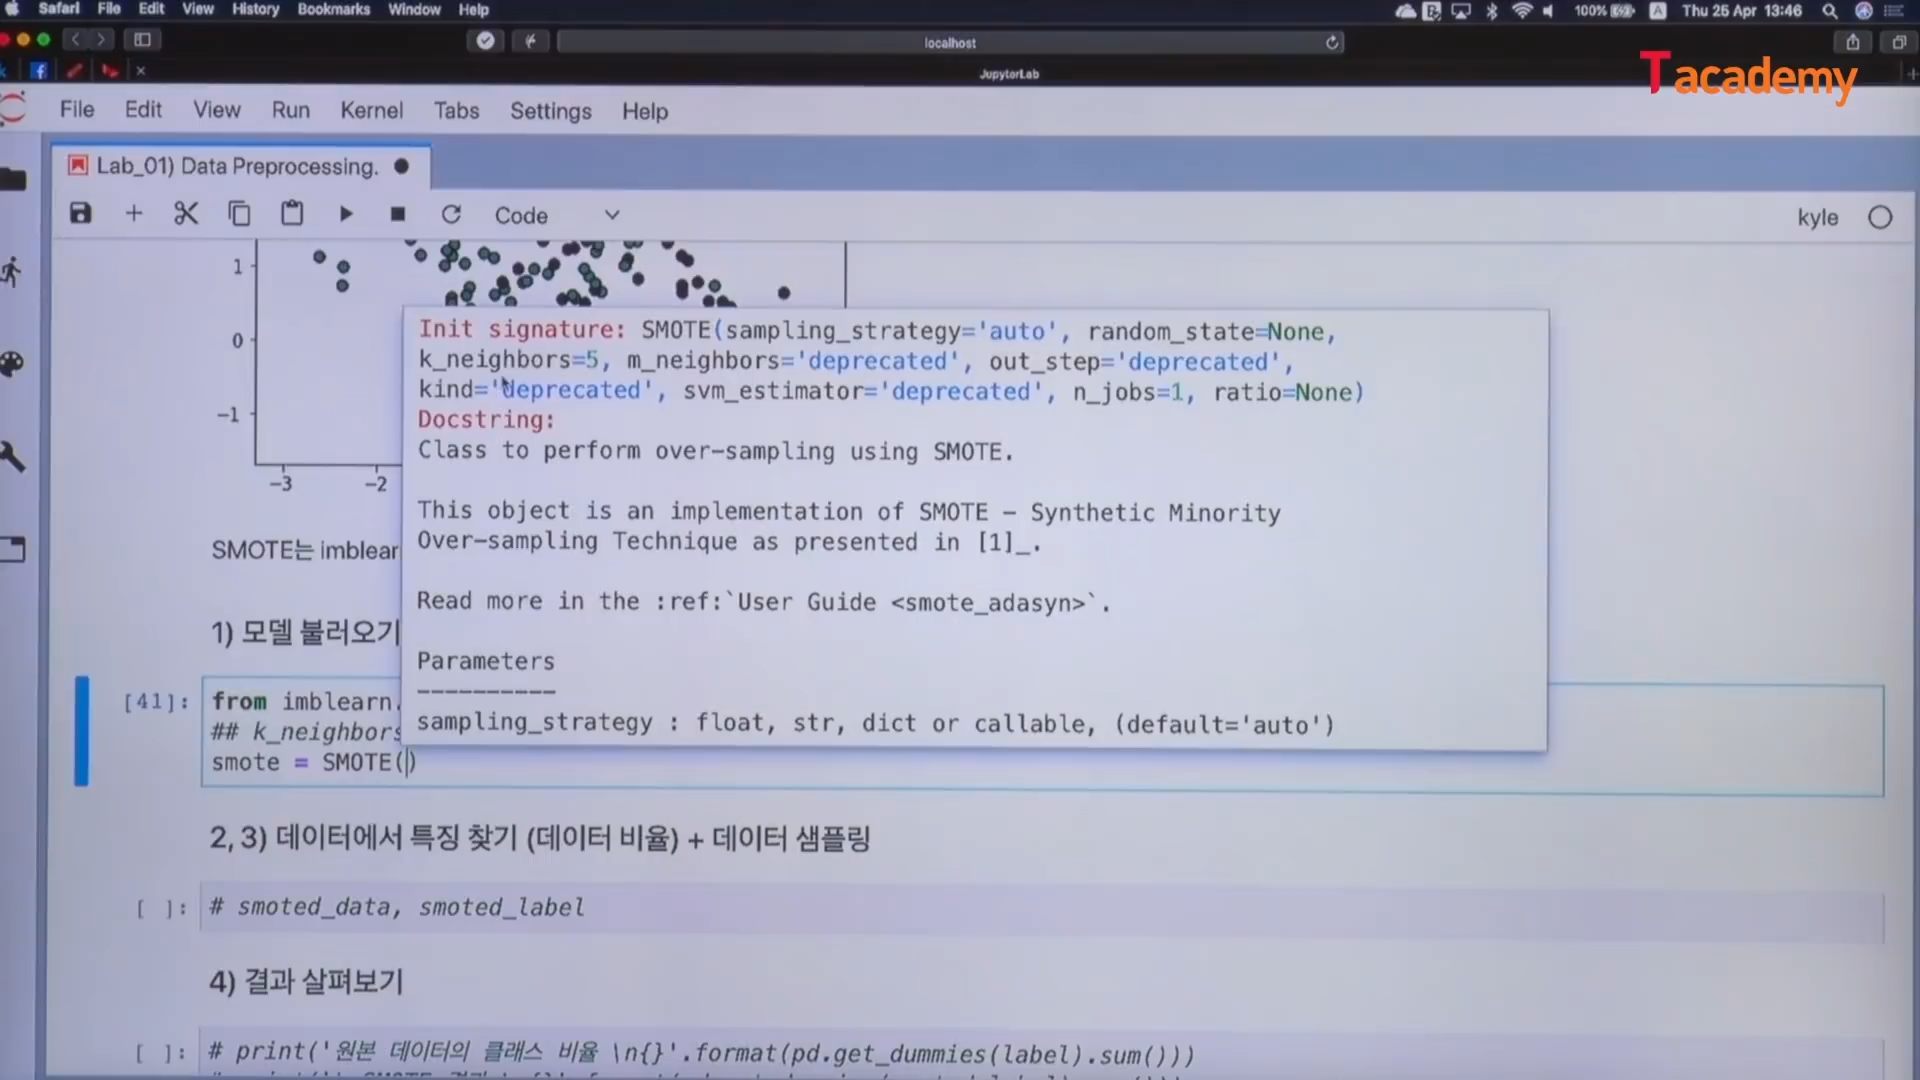 Safari File Edit View History Bookmarks Window Help 100% A Thu 25 Apr 13:46
localhost
JupyterLab
Tacademy
File Edit View Run Kernel Tabs Settings Help
Lab_01) Data Preprocessing.
Code
kyle
1
0
-1
-3 -2
Init signature: SMOTE(sampling_strategy='auto', random_state=None,
k_neighbors=5, m_neighbors='deprecated', out_step='deprecated',
kind='deprecated', svm_estimator='deprecated', n_jobs=1, ratio=None)
Docstring:
Class to perform over-sampling using SMOTE.
This object is an implementation of SMOTE - Synthetic Minority
Over-sampling Technique as presented in [1]_.
Read more in the :ref:`User Guide <smote_adasyn>`.
Parameters
----------
sampling_strategy : float, str, dict or callable, (default='auto')
SMOTE는 imblear
1) 모델 불러오기
[41]: from imblearn.
## k_neighbors
smote = SMOTE()
2, 3) 데이터에서 특징 찾기 (데이터 비율) + 데이터 샘플링
[ ]: # smoted_data, smoted_label
4) 결과 살펴보기
[ ]: # print('원본 데이터의 클래스 비율 \n{}'.format(pd.get_dummies(label).sum()))